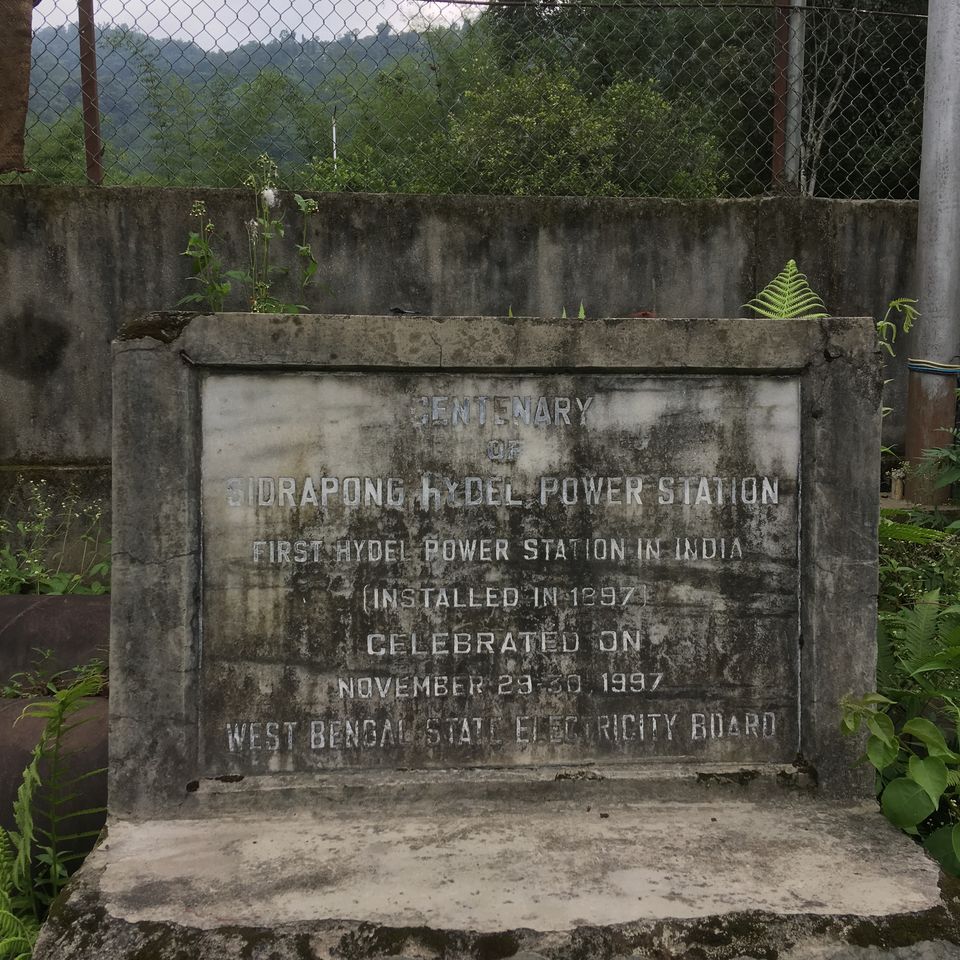 CENTENARY
OF
SIDRAPONG hYDEL POWER STATION
FIRST HYDEL POWER STATION IN INDIA
(INSTALLED IN 1897)
CELEBRATED ON
NOVEMBER 29-30, 1997
WEST BENGAL STATE ELECTRICITY BOARD